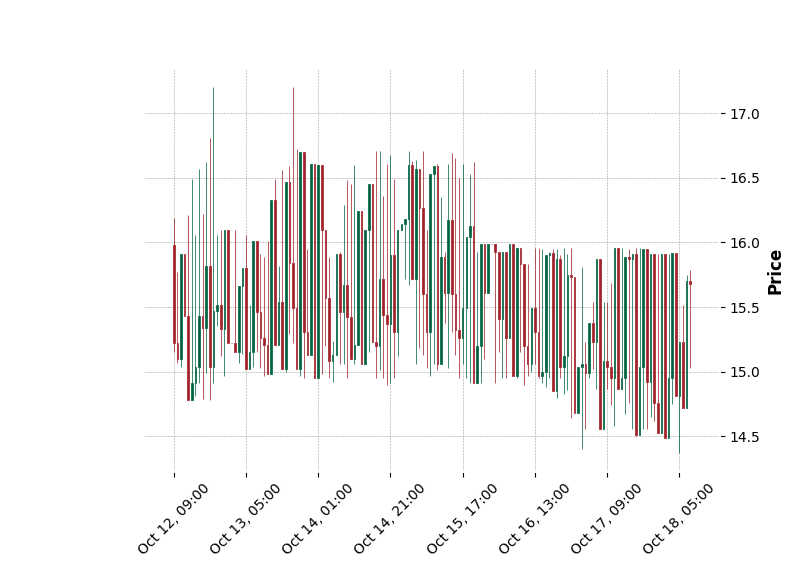 17.0
16.5
16.0
15.5
15.0
14.5
Price
Oct 12, 09:00
Oct 13, 05:00
Oct 14, 01:00
Oct 14, 21:00
Oct 15, 17:00
Oct 16, 13:00
Oct 17, 09:00
Oct 18, 05:00